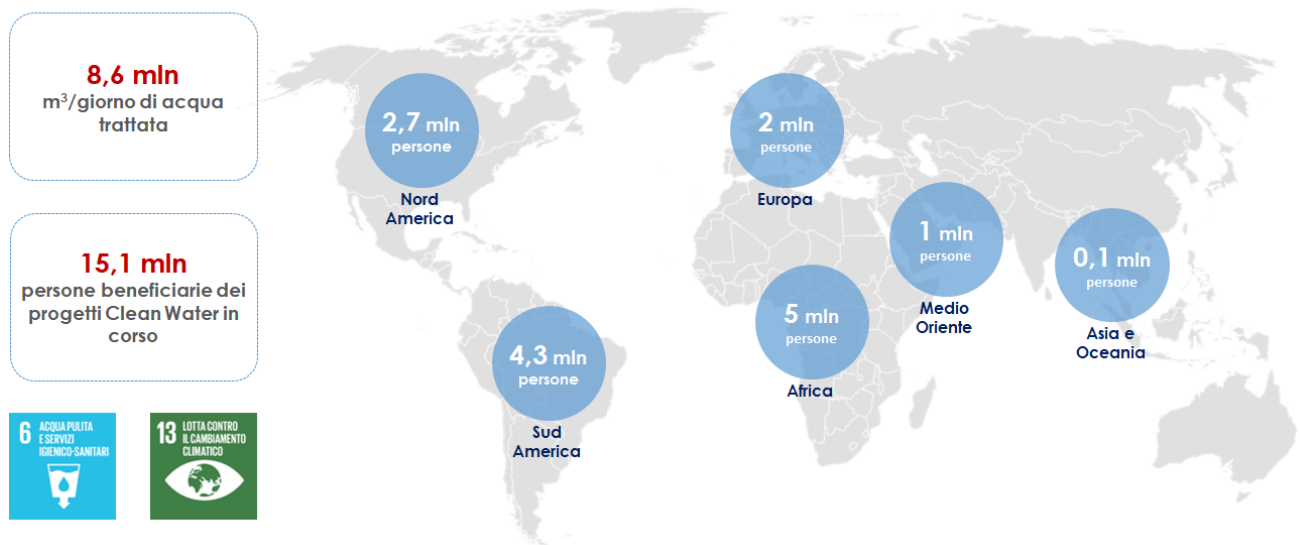 8,6 mln
m³/giorno di acqua
trattata
15,1 mln
persone beneficiarie dei
progetti Clean Water in
corso
6 ACQUA PULITA
E SERVIZI
IGIENICO-SANITARI
13 LOTTA CONTRO
IL CAMBIAMENTO
CLIMATICO
2,7 mln
persone
Nord
America
4,3 mln
persone
Sud
America
2 mln
persone
Europa
5 mln
persone
Africa
1 mln
persone
Medio
Oriente
0,1 mln
persone
Asia e
Oceania